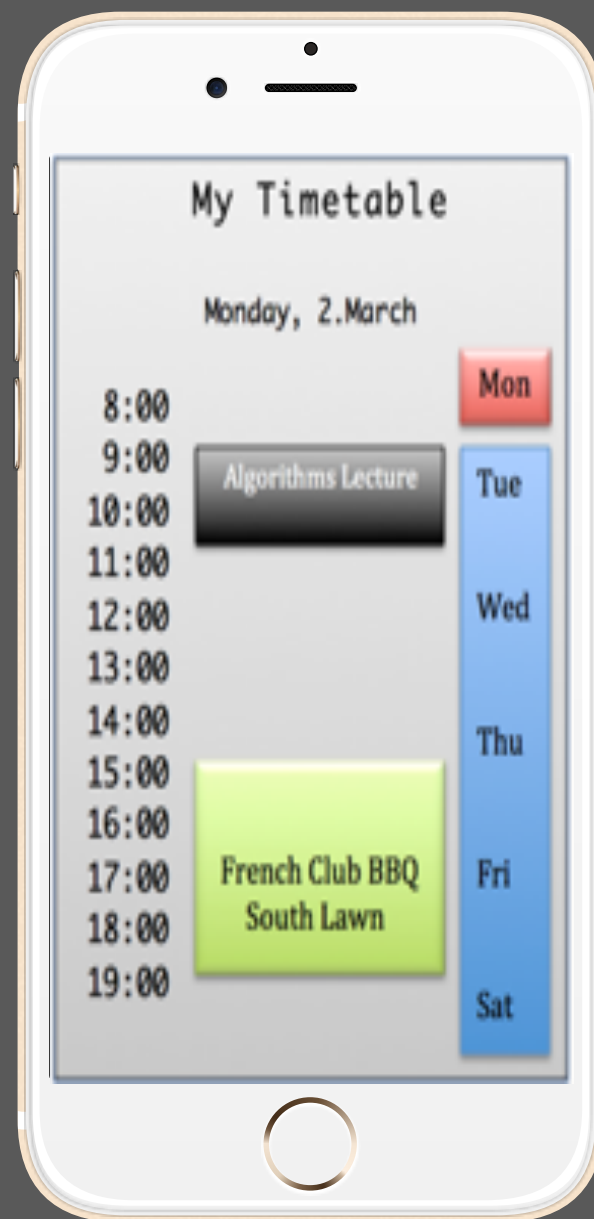 My Timetable
Monday, 2.March
Mon
8:00
9:00
Algorithms Lecture
Tue
10:00
11:00
12:00
Wed
13:00
14:00
Thu
15:00
16:00
17:00
French Club BBQ
Fri
18:00
South Lawn
19:00
Sat